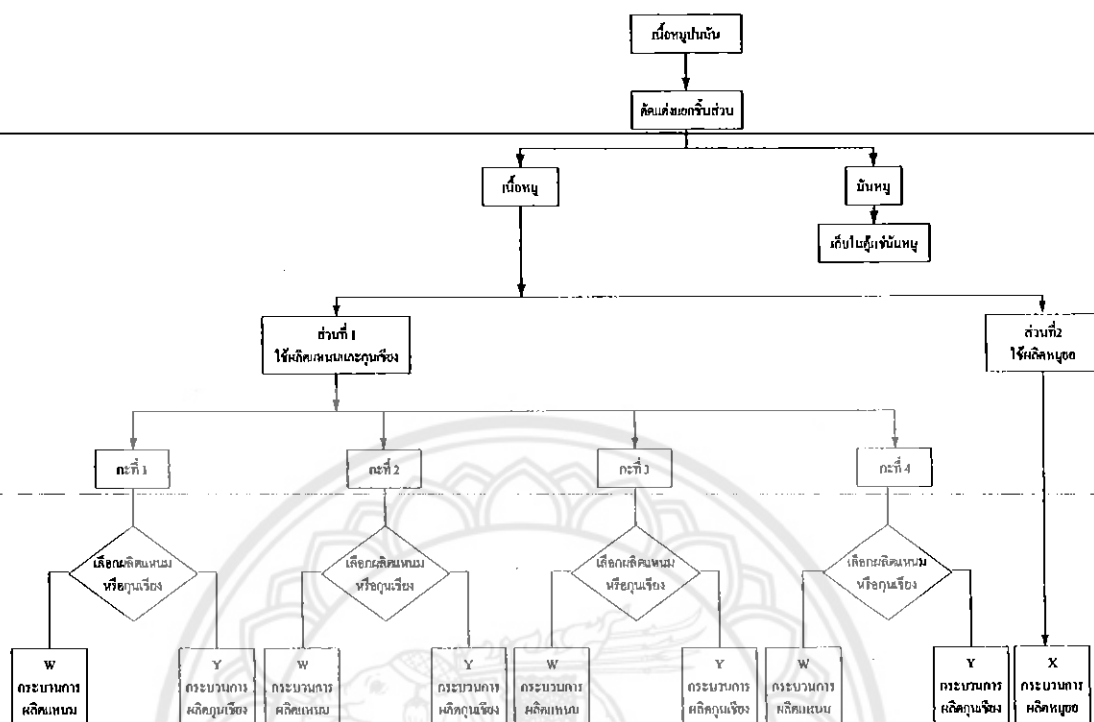 เนื้อหมูปนมัน
ตัดแต่งแยกชิ้นส่วน
เนื้อหมู
มันหมู
เก็บในตู้แช่มันหมู
ส่วนที่ 1
ใช้ผลิตแหนมและกุนเชียง
ส่วนที่2
ใช้ผลิตหมูยอ
กะที่ 1
กะที่ 2
กะที่ 3
กะที่ 4
เลือกผลิตแหนม
หรือกุนเชียง
เลือกผลิตแหนม
หรือกุนเชียง
เลือกผลิตแหนม
หรือกุนเชียง
เลือกผลิตแหนม
หรือกุนเชียง
W
กระบวนการ
ผลิตแหนม
Y
กระบวนการ
ผลิตกุนเชียง
W
กระบวนการ
ผลิตแหนม
Y
กระบวนการ
ผลิตกุนเชียง
W
กระบวนการ
ผลิตแหนม
Y
กระบวนการ
ผลิตกุนเชียง
W
กระบวนการ
ผลิตแหนม
Y
กระบวนการ
ผลิตกุนเชียง
X
กระบวนการ
ผลิตหมูยอ